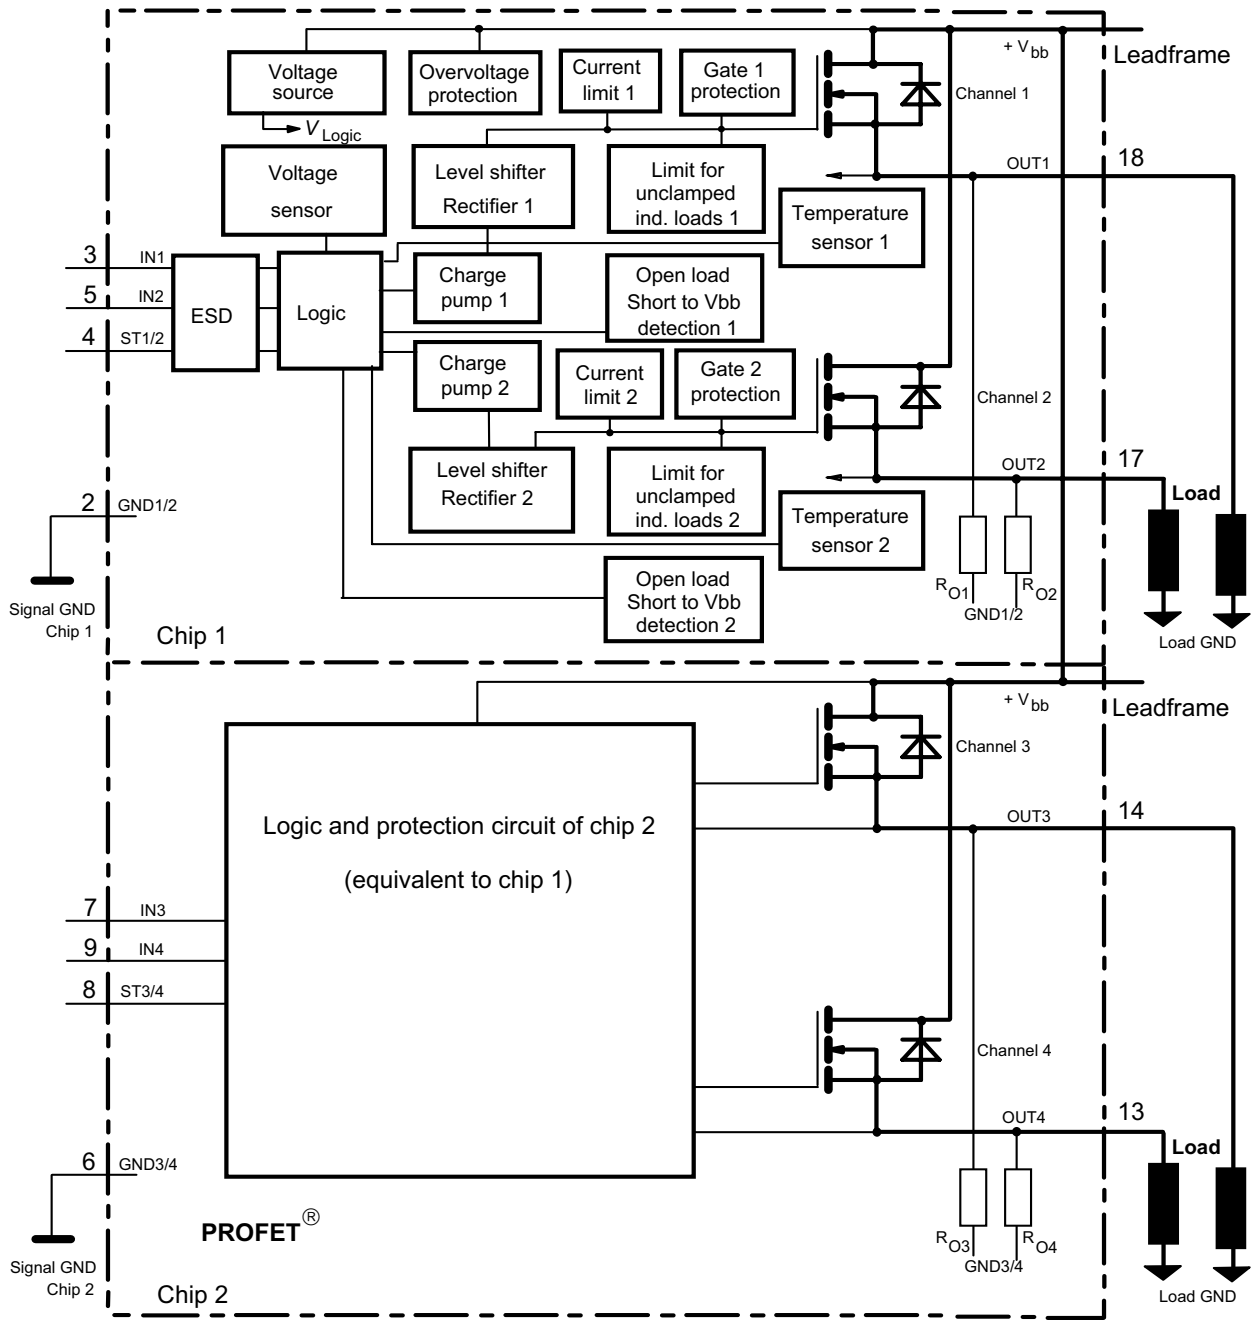 + Vbb
Leadframe
Voltage
source
VLogic
Overvoltage
protection
Current
limit 1
Gate 1
protection
Channel 1
Voltage
sensor
Level shifter
Rectifier 1
Limit for
unclamped
ind. loads 1
OUT1
18
Temperature
sensor 1
3
IN1
5
IN2
4
ST1/2
ESD
Logic
Charge
pump 1
Open load
Short to Vbb
detection 1
Charge
pump 2
Current
limit 2
Gate 2
protection
Channel 2
Level shifter
Rectifier 2
Limit for
unclamped
ind. loads 2
OUT2
17
Load
2
GND1/2
Temperature
sensor 2
Open load
Short to Vbb
detection 2
RO1
RO2
GND1/2
Signal GND
Chip 1
Chip 1
Load GND
+ Vbb
Leadframe
Channel 3
Logic and protection circuit of chip 2
(equivalent to chip 1)
OUT3
14
7
IN3
9
IN4
8
ST3/4
Channel 4
OUT4
13
Load
6
GND3/4
PROFET®
RO3
RO4
GND3/4
Signal GND
Chip 2
Chip 2
Load GND